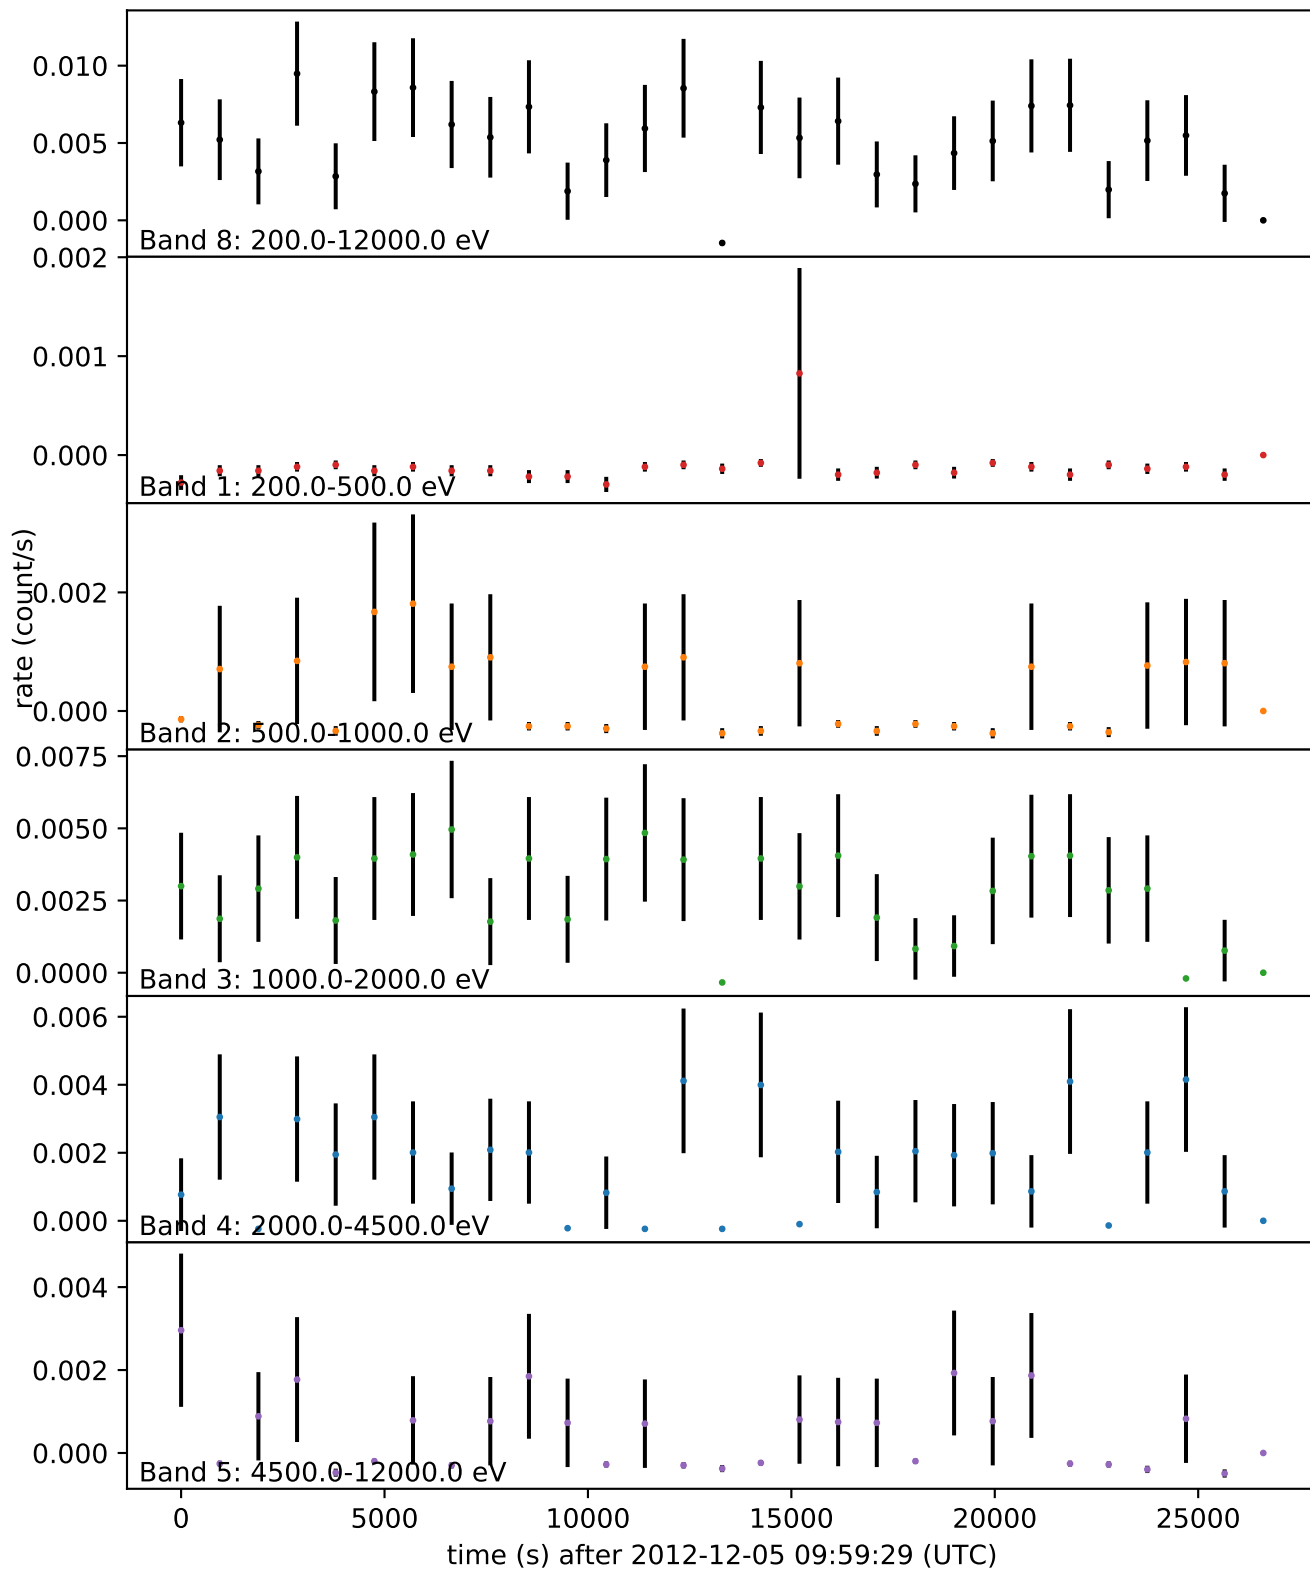 0.010
0.005
0.000
Band 8: 200.0-12000.0 eV
0.002
0.001
0.000
Band 1: 200.0-500.0 eV
rate (count/s)
0.002
0.000
Band 2: 500.0-1000.0 eV
0.0075
0.0050
0.0025
0.0000
Band 3: 1000.0-2000.0 eV
0.006
0.004
0.002
0.000
Band 4: 2000.0-4500.0 eV
0.004
0.002
0.000
Band 5: 4500.0-12000.0 eV
0 5000 10000 15000 20000 25000
time (s) after 2012-12-05 09:59:29 (UTC)